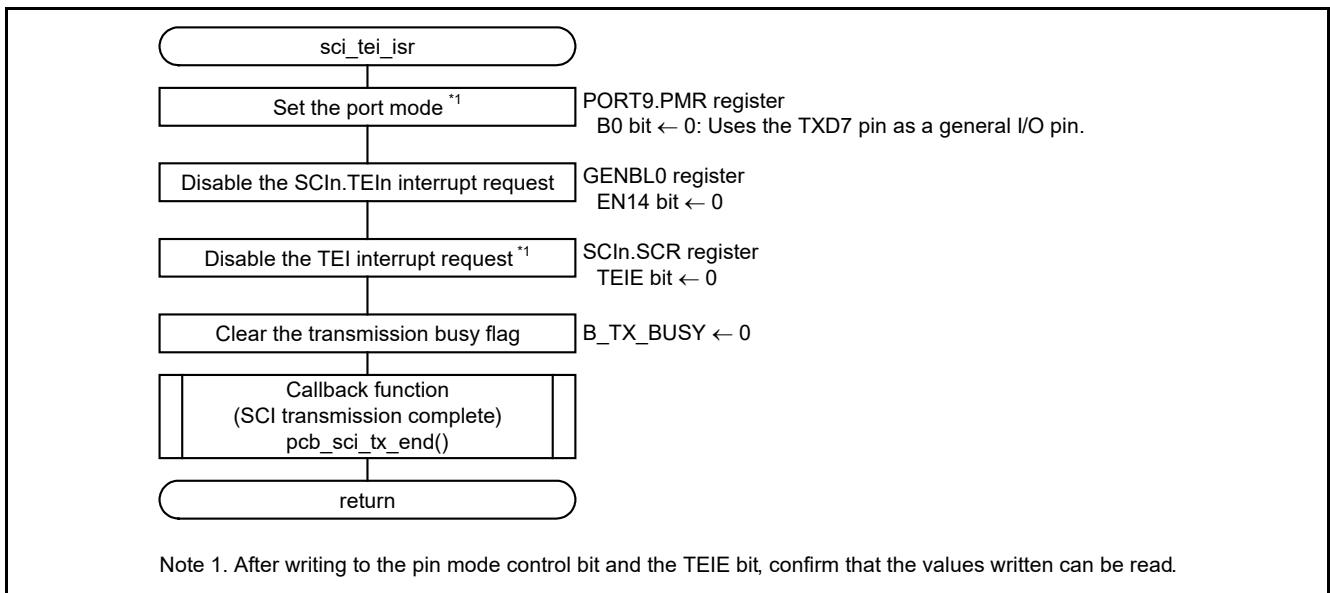 sci_tei_isr
Set the port mode *1
PORT9.PMR register
B0 bit ← 0: Uses the TXD7 pin as a general I/O pin.
Disable the SCIn.TEIn interrupt request
GENBL0 register
EN14 bit ← 0
Disable the TEI interrupt request *1
SCIn.SCR register
TEIE bit ← 0
Clear the transmission busy flag
B_TX_BUSY ← 0
Callback function
(SCI transmission complete)
pcb_sci_tx_end()
return
Note 1. After writing to the pin mode control bit and the TEIE bit, confirm that the values written can be read.